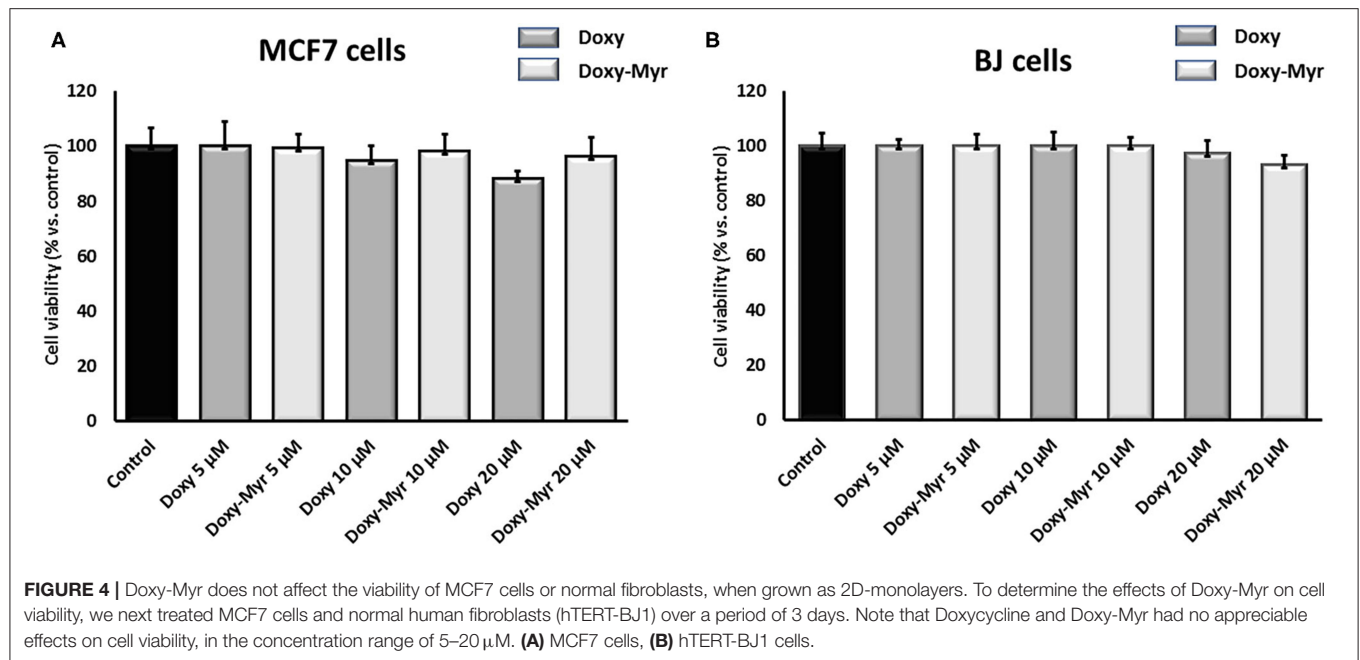 A
MCF7 cells
Doxy
Doxy-Myr
Cell viability (% vs. control)
120
100
80
60
40
20
0
Control
Doxy 5 µM
Doxy-Myr 5 µM
Doxy 10 µM
Doxy-Myr 10 µM
Doxy 20 µM
Doxy-Myr 20 µM
B
BJ cells
Doxy
Doxy-Myr
Cell viability (% vs. control)
120
100
80
60
40
20
0
Control
Doxy 5 µM
Doxy-Myr 5 µM
Doxy 10 µM
Doxy-Myr 10 µM
Doxy 20 µM
Doxy-Myr 20 µM
FIGURE 4 | Doxy-Myr does not affect the viability of MCF7 cells or normal fibroblasts, when grown as 2D-monolayers. To determine the effects of Doxy-Myr on cell
viability, we next treated MCF7 cells and normal human fibroblasts (hTERT-BJ1) over a period of 3 days. Note that Doxycycline and Doxy-Myr had no appreciable
effects on cell viability, in the concentration range of 5–20 µM. (A) MCF7 cells, (B) hTERT-BJ1 cells.